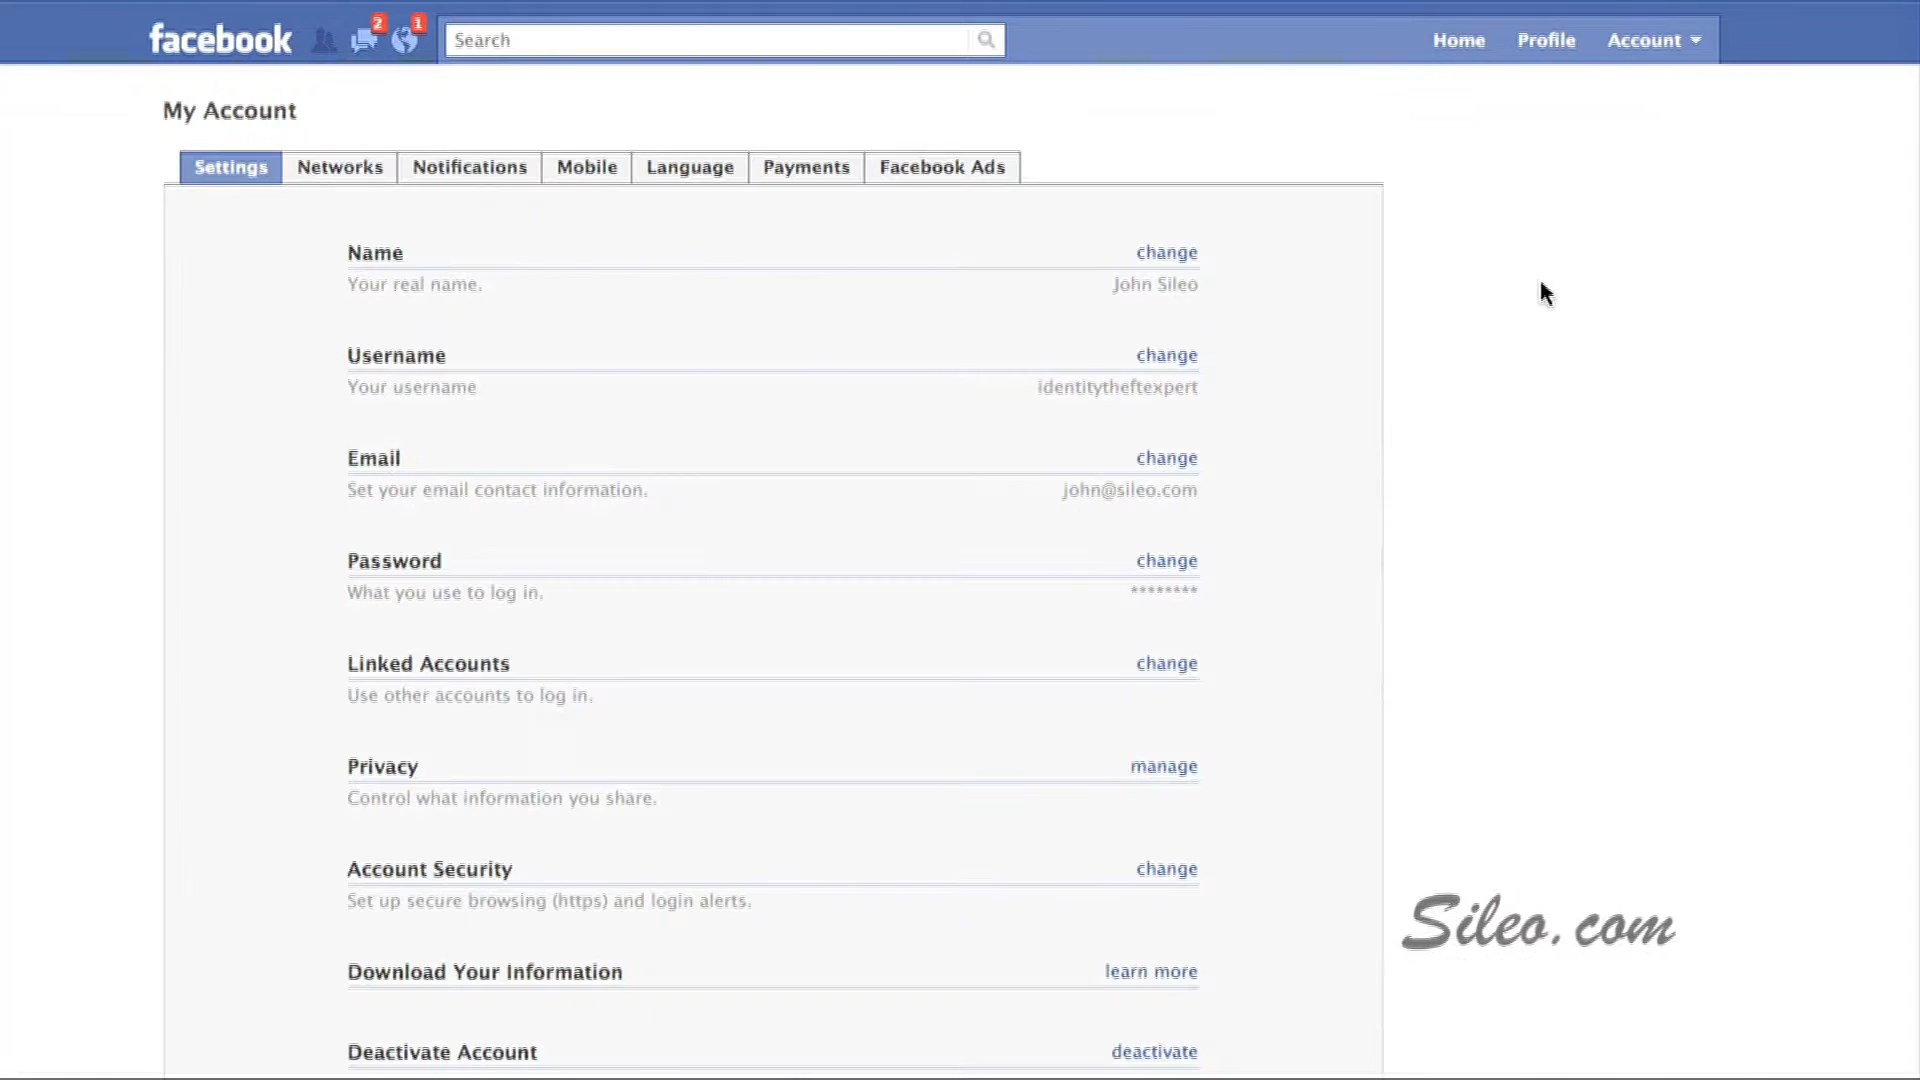 facebook 2 1 Search Home Profile Account
My Account
Settings Networks Notifications Mobile Language Payments Facebook Ads
Name change
Your real name. John Sileo
Username change
Your username identitytheftexpert
Email change
Set your email contact information. john@sileo.com
Password change
What you use to log in. ********
Linked Accounts change
Use other accounts to log in.
Privacy manage
Control what information you share.
Account Security change
Set up secure browsing (https) and login alerts.
Sileo.com
Download Your Information learn more
Deactivate Account deactivate